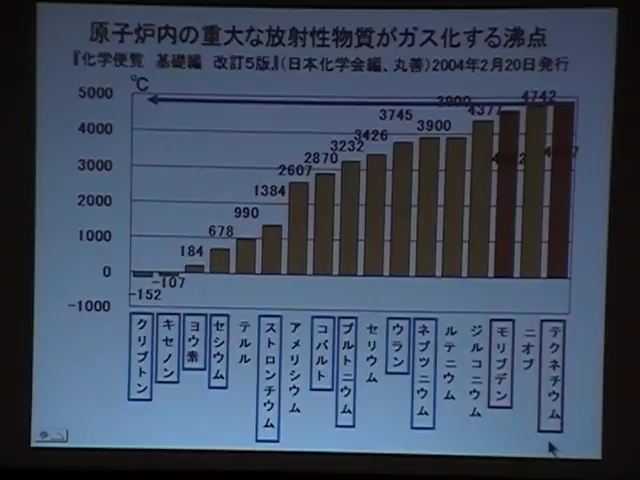 原子炉内の重大な放射性物質がガス化する沸点
『化学便覧 基礎編 改訂5版』(日本化学会編、丸善)2004年2月20日発行
℃
5000
4000
3000
2000
1000
0
-1000
-152
-107
184
678
990
1384
2607
2870
3232
3426
3745
3900
3900
4377
4742
クリプトン
キセノン
ヨウ素
セシウム
テルル
ストロンチウム
アメリシウム
コバルト
プルトニウム
セリウム
ウラン
ネプツニウム
ルテニウム
ジルコニウム
モリブデン
ニオブ
テクネチウム